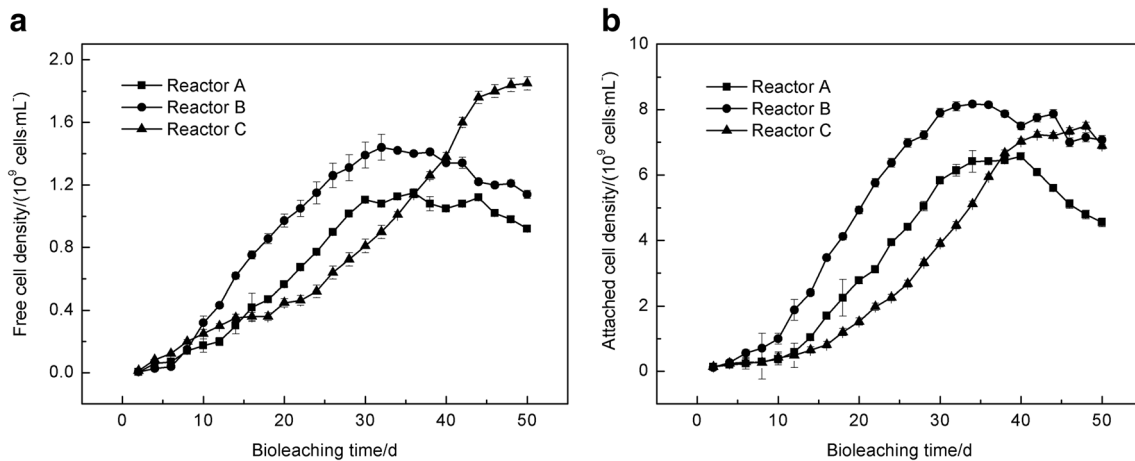 a
Free cell density/(10⁹ cells·mL⁻)
2.0
1.6
1.2
0.8
0.4
0.0
Reactor A
Reactor B
Reactor C
0
10
20
30
40
50
Bioleaching time/d
b
Attached cell density/(10⁹ cells·mL⁻)
10
8
6
4
2
0
Reactor A
Reactor B
Reactor C
0
10
20
30
40
50
Bioleaching time/d